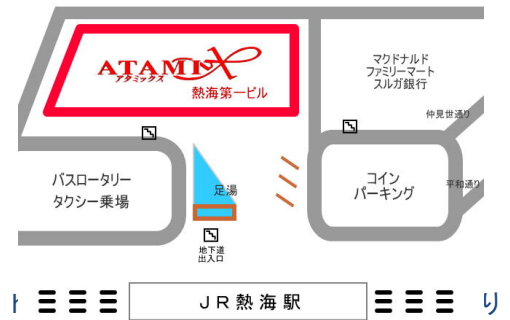 ATAMIX
アタミックス
熱海第一ビル
マクドナルド
ファミリーマート
スルガ銀行
仲見世通り
バスロータリー
タクシー乗場
足湯
コイン
パーキング
平和通り
地下道
出入口
JR熱海駅
り